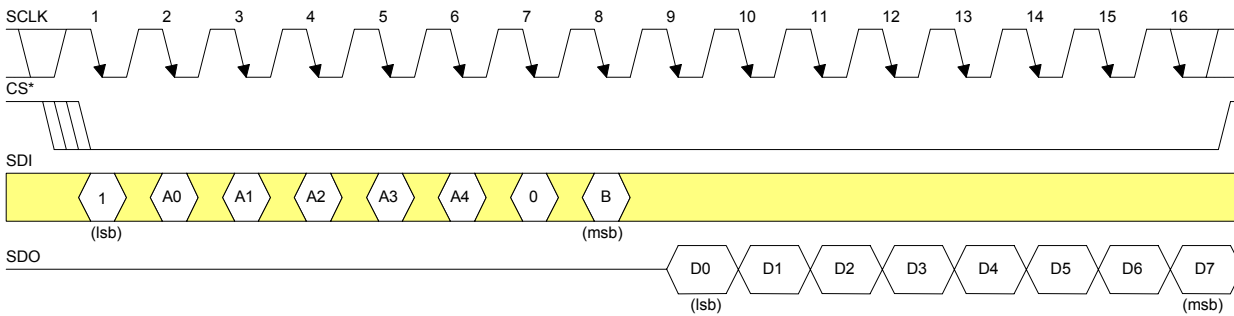 SCLK 1 2 3 4 5 6 7 8 9 10 11 12 13 14 15 16
CS*
SDI
1 A0 A1 A2 A3 A4 0 B
(lsb) (msb)
SDO
D0 D1 D2 D3 D4 D5 D6 D7
(lsb) (msb)